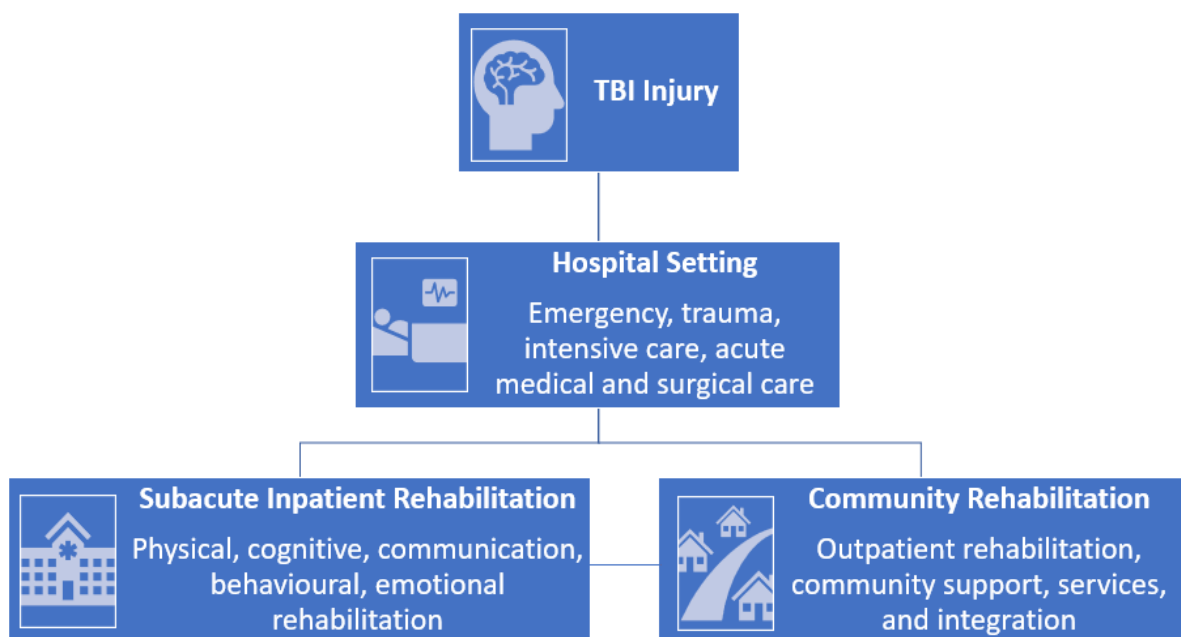 TBI Injury
Hospital Setting
Emergency, trauma,
intensive care, acute
medical and surgical care
Subacute Inpatient Rehabilitation
Physical, cognitive, communication,
behavioural, emotional
rehabilitation
Community Rehabilitation
Outpatient rehabilitation,
community support, services,
and integration